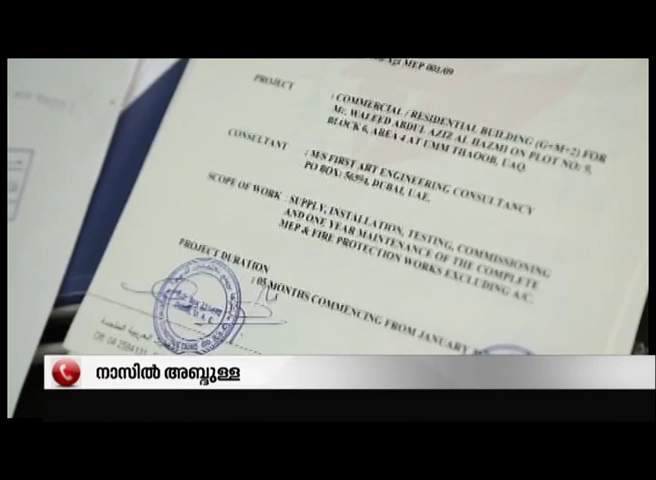 MEP-001/09
PROJECT : COMMERCIAL / RESIDENTIAL BUILDING (G+M+2) FOR
Mr. WALEED ABDUL AZIZ AL HAZMI ON PLOT NO: 9,
BLOCK 6, AREA 4 AT UMM THAOOB, UAQ.
CONSULTANT : M/S FIRST ART ENGINEERING CONSULTANCY
PO BOX: 56594, DUBAI, UAE.
SCOPE OF WORK : SUPPLY, INSTALLATION, TESTING, COMMISSIONING
AND ONE YEAR MAINTENANCE OF THE COMPLETE
MEP & FIRE PROTECTION WORKS EXCLUDING A/C.
PROJECT DURATION : 05 MONTHS COMMENCING FROM JANUARY
നാസിൽ അബ്ദുള്ള